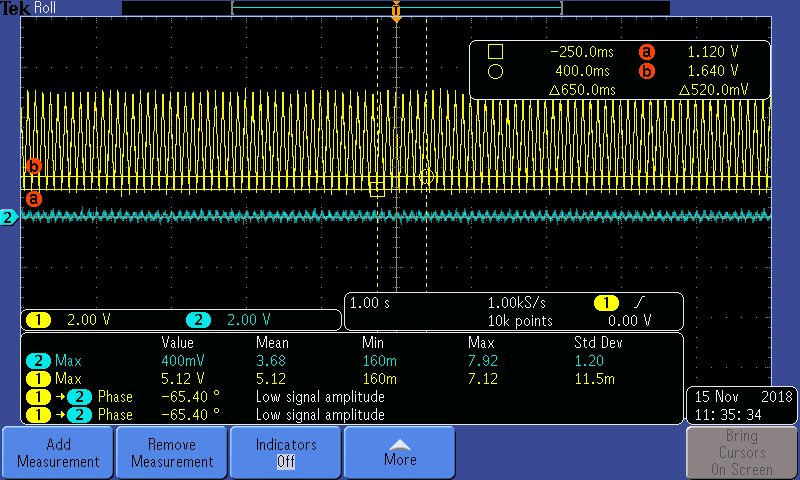 Tek Roll
T
−250.0ms a 1.120 V
400.0ms b 1.640 V
△650.0ms △520.0mV
b
a
2
1 2.00 V 2 2.00 V
1.00 s 1.00kS/s 1
10k points 0.00 V
Value Mean Min Max Std Dev
2 Max 400mV 3.68 160m 7.92 1.20
1 Max 5.12 V 5.12 160m 7.12 11.5m
1 → 2 Phase −65.40 ° Low signal amplitude
1 → 2 Phase −65.40 ° Low signal amplitude
15 Nov 2018
11:35:34
Add Measurement
Remove Measurement
Indicators
Off
More
Bring
Cursors
On Screen